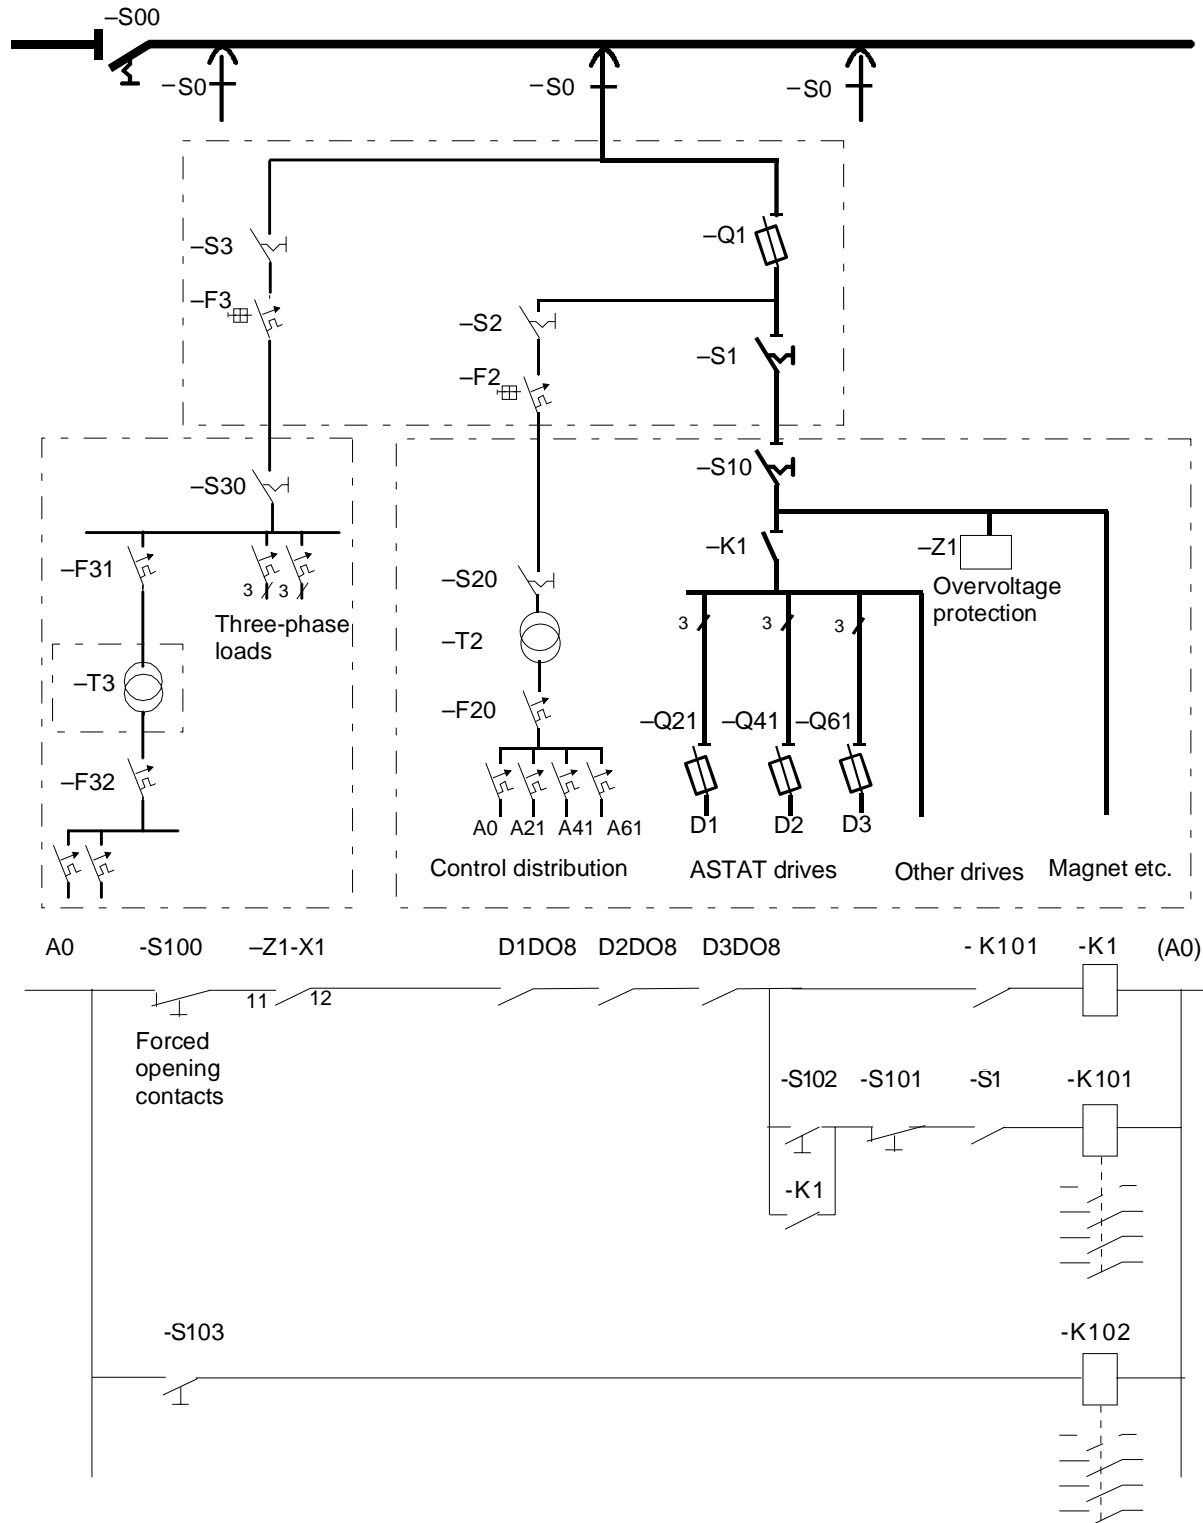 –S00
–S0
–S0
–S0
–S3
–Q1
–F3
–S2
–S1
–F2
–S10
–S30
–K1
–Z1
–F31
–S20
Overvoltage
protection
3
3
Three-phase
loads
3
3
3
–T2
–T3
–F20
–Q21
–Q41
–Q61
–F32
A0
A21
A41
A61
D1
D2
D3
Control distribution
ASTAT drives
Other drives
Magnet etc.
A0
-S100
–Z1-X1
D1DO8
D2DO8
D3DO8
- K101
-K1
(A0)
11
12
Forced
opening
contacts
-S102
-S101
-S1
-K101
-K1
-S103
-K102